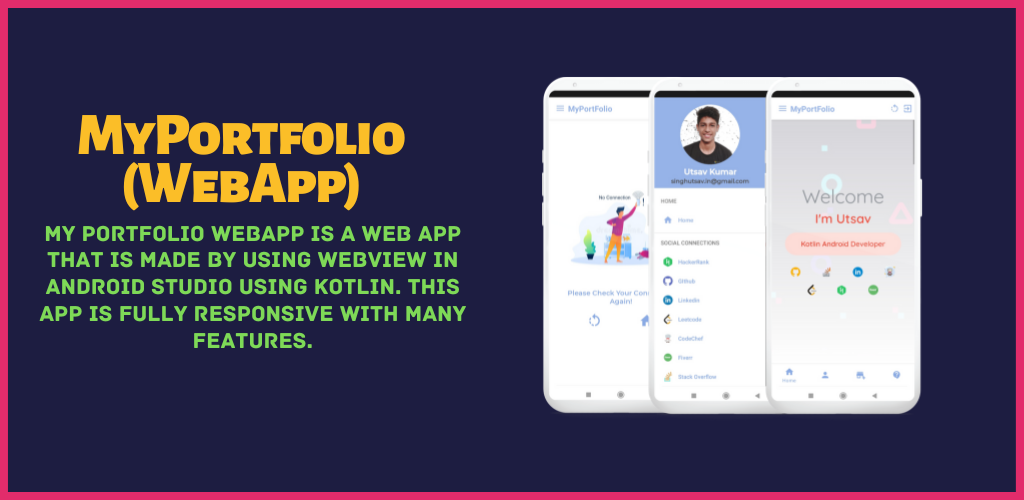 MyPortfolio
(WebApp)
MY PORTFOLIO WEBAPP IS A WEB APP
THAT IS MADE BY USING WEBVIEW IN
ANDROID STUDIO USING KOTLIN. THIS
APP IS FULLY RESPONSIVE WITH MANY
FEATURES.
MyPortFolio
No Connection
Please Check Your Con
Again!
Utsav Kumar
singhutsav.in@gmail.com
HOME
Home
SOCIAL CONNECTIONS
HackerRank
Github
Linkedin
Leetcode
CodeChef
Fiverr
Stack Overflow
MyPortFolio
Welcome
I'm Utsav
Kotlin Android Developer
Home